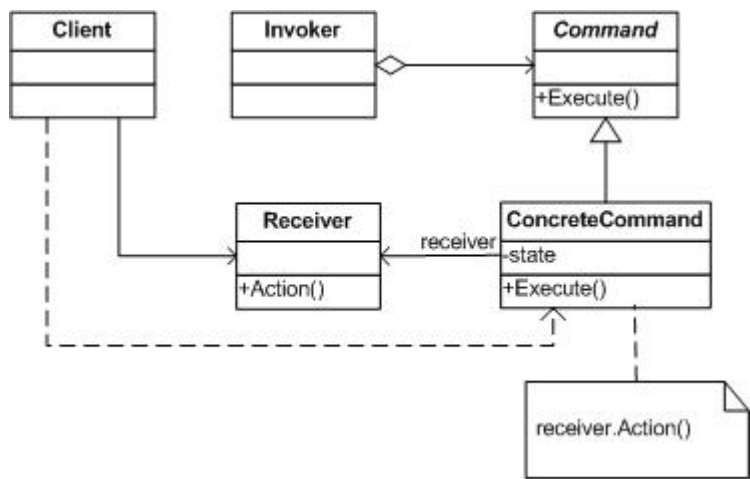 Client
Invoker
Command
+Execute()
Receiver
+Action()
receiver
ConcreteCommand
-state
+Execute()
receiver.Action()